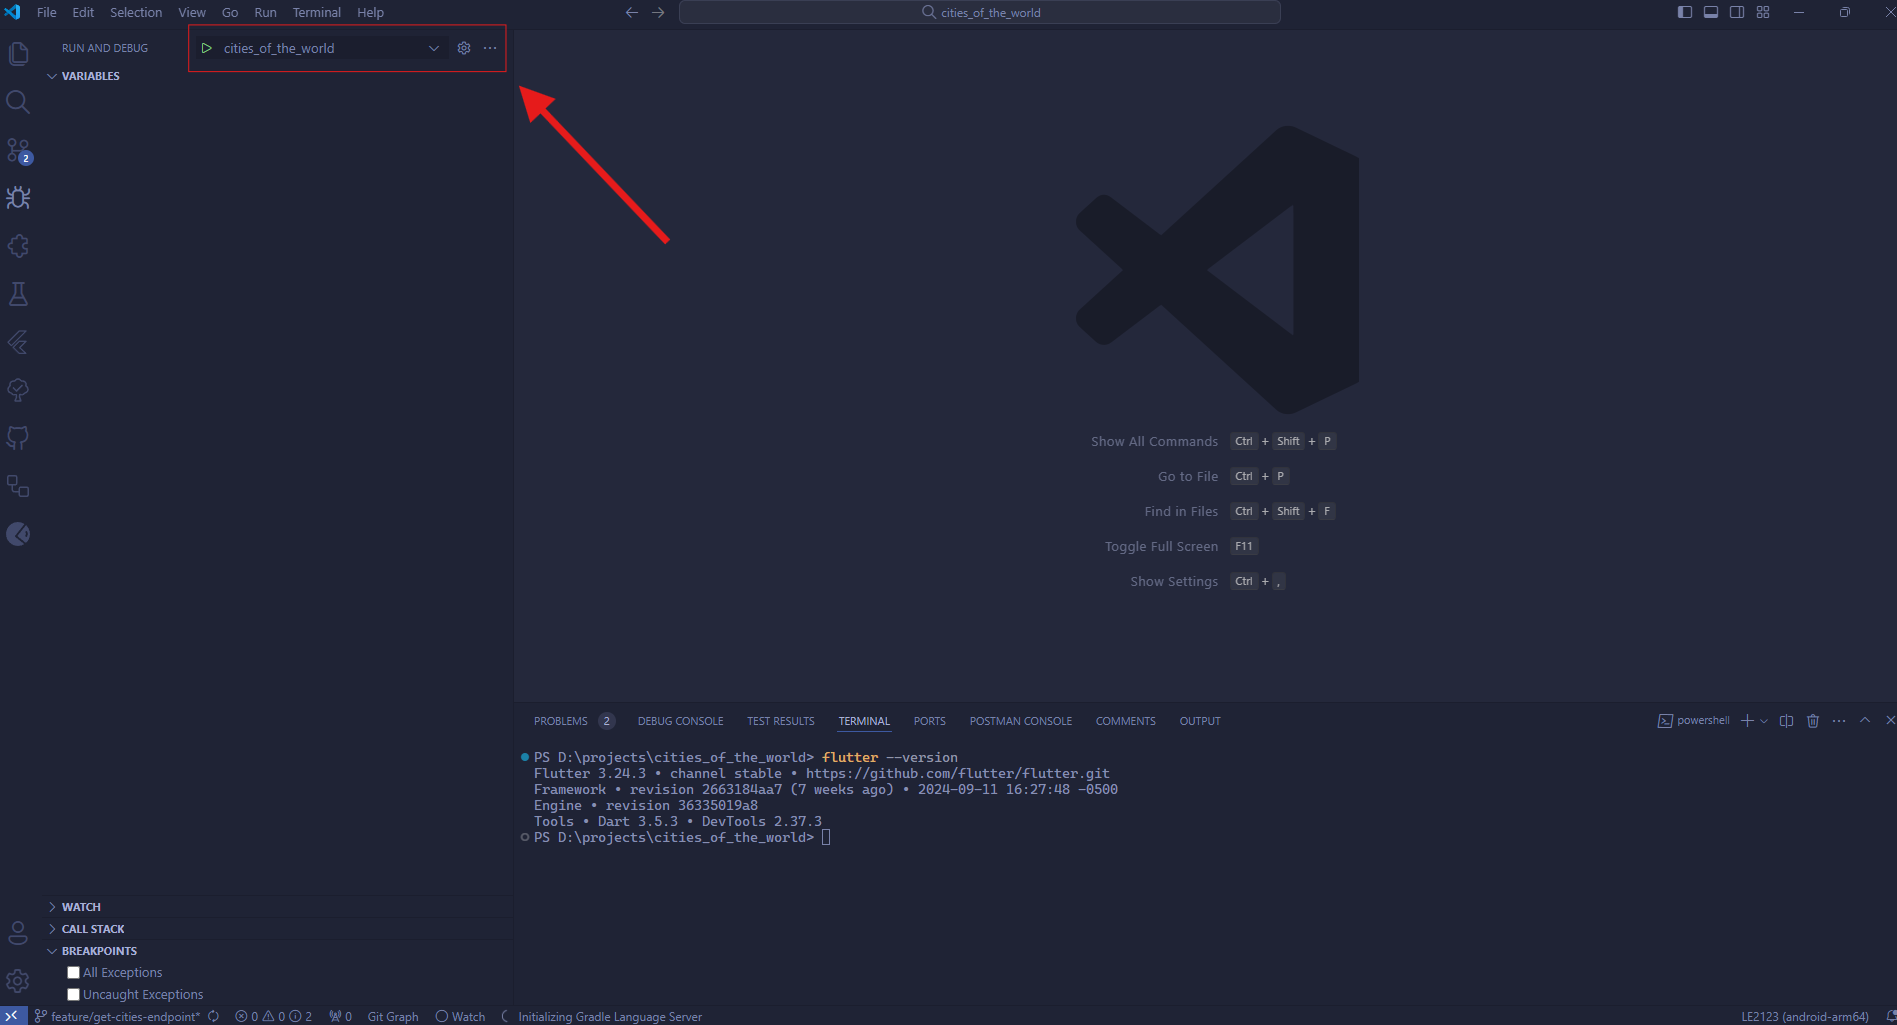 File Edit Selection View Go Run Terminal Help
cities_of_the_world
RUN AND DEBUG
cities_of_the_world
VARIABLES
2
Show All Commands Ctrl + Shift + P
Go to File Ctrl + P
Find in Files Ctrl + Shift + F
Toggle Full Screen F11
Show Settings Ctrl + ,
PROBLEMS 2 DEBUG CONSOLE TEST RESULTS TERMINAL PORTS POSTMAN CONSOLE COMMENTS OUTPUT
powershell
PS D:\projects\cities_of_the_world> flutter --version
Flutter 3.24.3 • channel stable • https://github.com/flutter/flutter.git
Framework • revision 2663184aa7 (7 weeks ago) • 2024-09-11 16:27:48 -0500
Engine • revision 36335019a8
Tools • Dart 3.5.3 • DevTools 2.37.3
PS D:\projects\cities_of_the_world>
WATCH
CALL STACK
BREAKPOINTS
All Exceptions
Uncaught Exceptions
feature/get-cities-endpoint* 0 0 2 0 Git Graph Watch Initializing Gradle Language Server LE2123 (android-arm64)